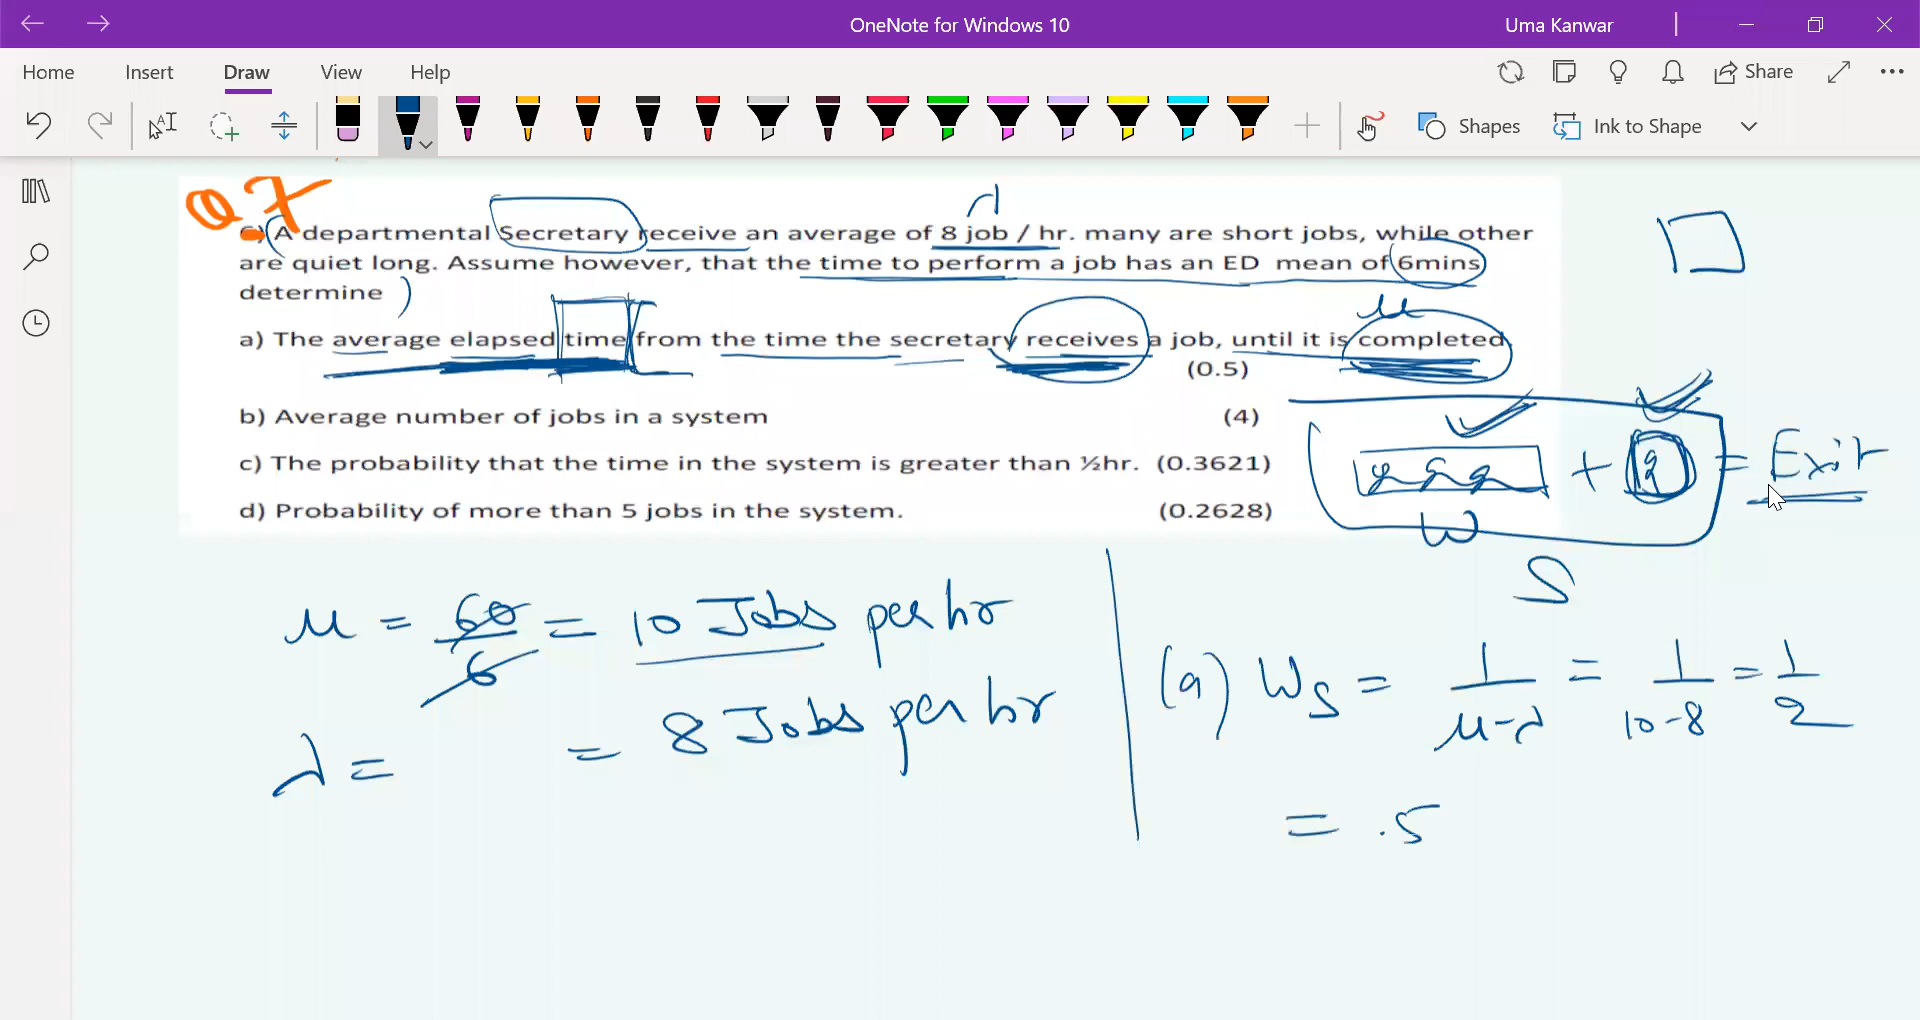 OneNote for Windows 10
Uma Kanwar
Home Insert Draw View Help
Share
Shapes Ink to Shape
Q.7
6) A departmental Secretary receive an average of 8 job / hr. many are short jobs, while other
are quiet long. Assume however, that the time to perform a job has an ED mean of 6mins
determine )
λ
μ
a) The average elapsed time from the time the secretary receives a job, until it is completed.
(0.5)
b) Average number of jobs in a system (4)
c) The probability that the time in the system is greater than ½hr. (0.3621)
d) Probability of more than 5 jobs in the system. (0.2628)
+ = Exit
W
S
μ = 60/6 = 10 Jobs per hr
λ = = 8 Jobs per hr
(a) Ws = 1/μ-λ = 1/10-8 = 1/2
= .5